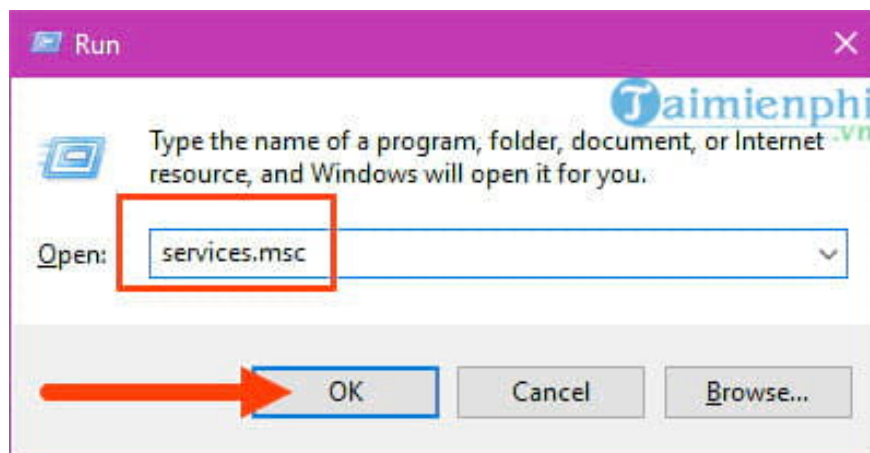 Run
Taimienphi
.vn
Type the name of a program, folder, document, or Internet
resource, and Windows will open it for you.
Open: services.msc
OK Cancel Browse...